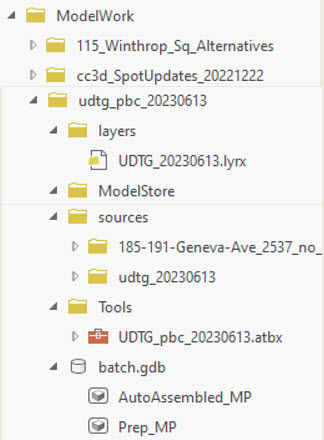 ModelWork
115_Winthrop_Sq_Alternatives
cc3d_SpotUpdates_20221222
udtg_pbc_20230613
layers
UDTG_20230613.lyrx
ModelStore
sources
185-191-Geneva-Ave_2537_no_
udtg_20230613
Tools
UDTG_pbc_20230613.atbx
batch.gdb
AutoAssembled_MP
Prep_MP